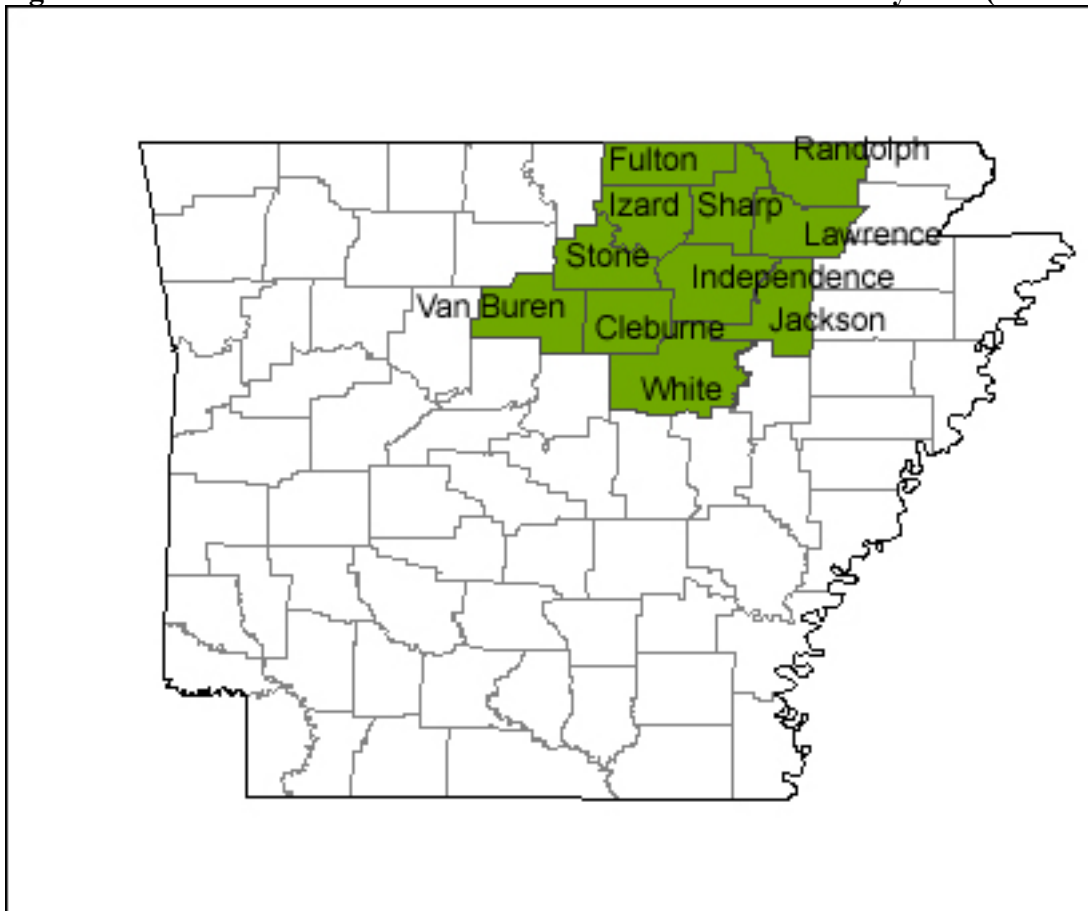 Randolph
Fulton
Izard Sharp
Lawrence
Stone
Independence
Van Buren
Cleburne
Jackson
White